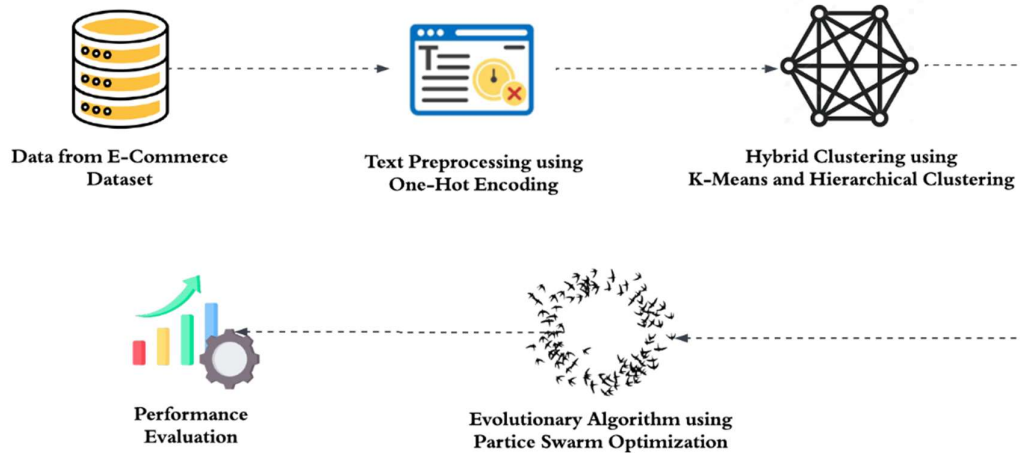 Data from E-Commerce
Dataset
Text Preprocessing using
One-Hot Encoding
Hybrid Clustering using
K-Means and Hierarchical Clustering
Performance
Evaluation
Evolutionary Algorithm using
Partice Swarm Optimization